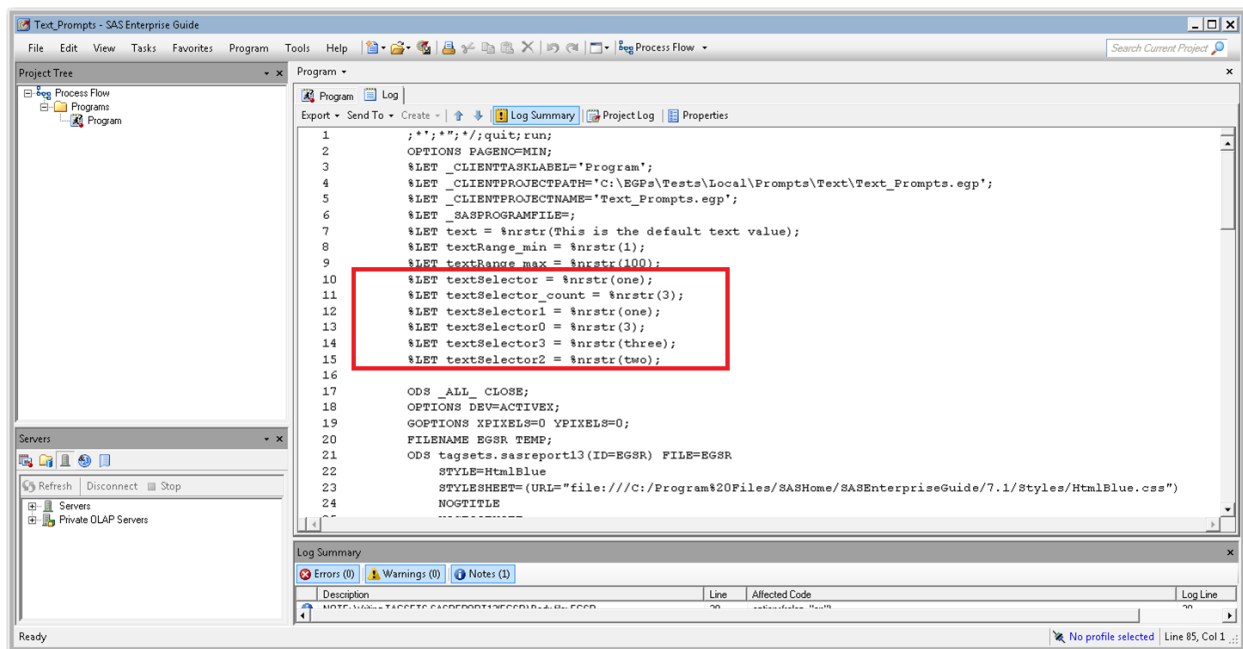 Text_Prompts - SAS Enterprise Guide
File Edit View Tasks Favorites Program Tools Help Process Flow Search Current Project
Project Tree
Process Flow
Programs
Program
Program
Program Log
Export Send To Create Log Summary Project Log Properties
1 ;*';*";*/;quit;run;
2 OPTIONS PAGENO=MIN;
3 %LET _CLIENTTASKLABEL='Program';
4 %LET _CLIENTPROJECTPATH='C:\EGPs\Tests\Local\Prompts\Text\Text_Prompts.egp';
5 %LET _CLIENTPROJECTNAME='Text_Prompts.egp';
6 %LET _SASPROGRAMFILE=;
7 %LET text = %nrstr(This is the default text value);
8 %LET textRange_min = %nrstr(1);
9 %LET textRange_max = %nrstr(100);
10 %LET textSelector = %nrstr(one);
11 %LET textSelector_count = %nrstr(3);
12 %LET textSelector1 = %nrstr(one);
13 %LET textSelector0 = %nrstr(3);
14 %LET textSelector3 = %nrstr(three);
15 %LET textSelector2 = %nrstr(two);
16
17 ODS _ALL_ CLOSE;
18 OPTIONS DEV=ACTIVEX;
19 GOPTIONS XPIXELS=0 YPIXELS=0;
20 FILENAME EGSR TEMP;
21 ODS tagsets.sasreport13(ID=EGSR) FILE=EGSR
22 STYLE=HtmlBlue
23 STYLESHEET=(URL="file:///C:/Program%20Files/SASHome/SASEnterpriseGuide/7.1/Styles/HtmlBlue.css")
24 NOGTITLE
Servers
Refresh Disconnect Stop
Servers
Private OLAP Servers
Log Summary
Errors (0) Warnings (0) Notes (1)
Description Line Affected Code Log Line
Ready
No profile selected Line 85, Col 1